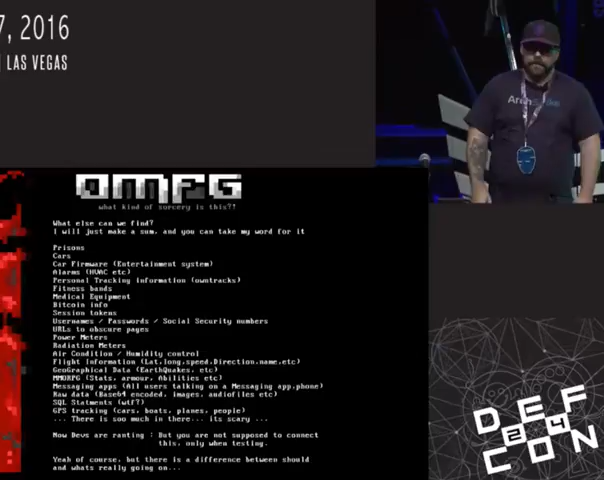 7, 2016
| LAS VEGAS
OMFG
what kind of sorcery is this?!
What else can we find?
I will just make a sum, and you can take my word for it
Prisons
Cars
Car Firmware (Entertainment system)
Alarms (HVAC etc)
Personal Tracking information (owntracks)
Fitness bands
Medical Equipment
Bitcoin info
Session tokens
Usernames / Passwords / Social Security numbers
URLs to obscure pages
Power Meters
Radiation Meters
Air Condition / Humidity control
Flight information (Lat,long,speed,Direction,name,etc)
GeoGraphical Data (EarthQuakes, etc)
MMORPG (Stats, armour, Abilities etc)
Messaging apps (All users talking on a Messaging app,phone)
Raw data (Base64 encoded, images, audiofiles etc)
SQL Statments (wtf?)
GPS tracking (cars, boats, planes, people)
... There is soo much in there... its scary ...
Now Devs are ranting : But you are not supposed to connect
this, only when testing.
Yeah of course, but there is a difference between should
and whats really going on...
DEF
24
CON